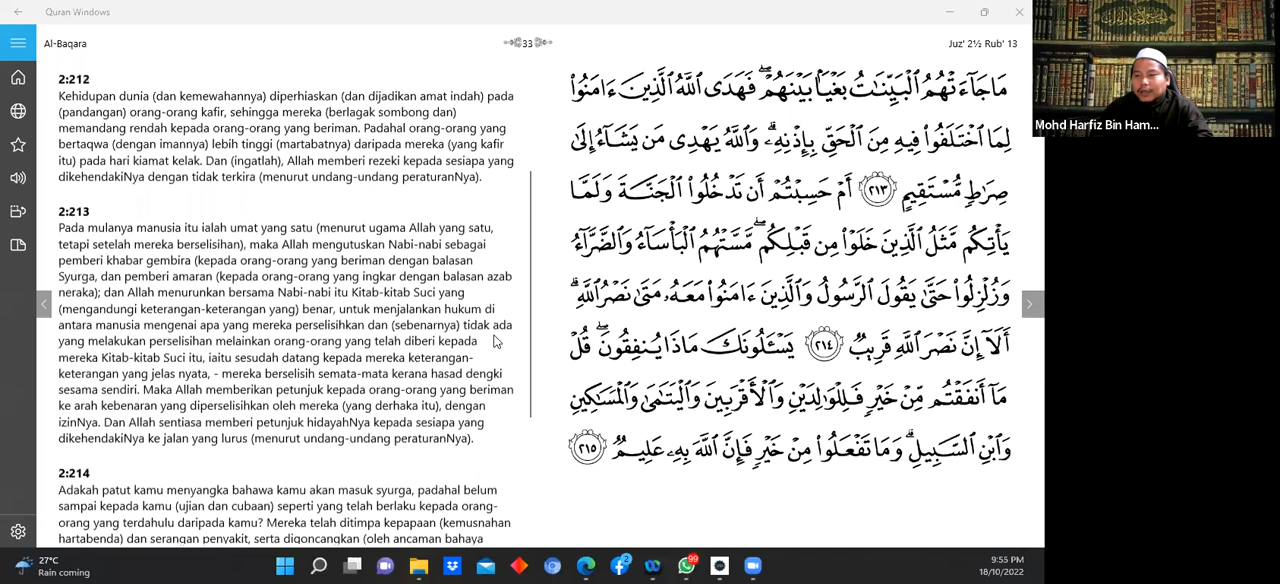 Quran Windows
Al-Baqara
33
Juz' 2½ Rub' 13
2:212
Kehidupan dunia (dan kemewahannya) diperhiaskan (dan dijadikan amat indah) pada
(pandangan) orang-orang kafir, sehingga mereka (berlagak sombong dan)
memandang rendah kepada orang-orang yang beriman. Padahal orang-orang yang
bertaqwa (dengan imannya) lebih tinggi (martabatnya) daripada mereka (yang kafir
itu) pada hari kiamat kelak. Dan (ingatlah), Allah memberi rezeki kepada sesiapa yang
dikehendakiNya dengan tidak terkira (menurut undang-undang peraturanNya).
2:213
Pada mulanya manusia itu ialah umat yang satu (menurut ugama Allah yang satu,
tetapi setelah mereka berselisihan), maka Allah mengutuskan Nabi-nabi sebagai
pemberi khabar gembira (kepada orang-orang yang beriman dengan balasan
Syurga, dan pemberi amaran (kepada orang-orang yang ingkar dengan balasan azab
neraka); dan Allah menurunkan bersama Nabi-nabi itu Kitab-kitab Suci yang
(mengandungi keterangan-keterangan yang) benar, untuk menjalankan hukum di
antara manusia mengenai apa yang mereka perselisihkan dan (sebenarnya) tidak ada
yang melakukan perselisihan melainkan orang-orang yang telah diberi kepada
mereka Kitab-kitab Suci itu, iaitu sesudah datang kepada mereka keterangan-
keterangan yang jelas nyata, - mereka berselisih semata-mata kerana hasad dengki
sesama sendiri. Maka Allah memberikan petunjuk kepada orang-orang yang beriman
ke arah kebenaran yang diperselisihkan oleh mereka (yang derhaka itu), dengan
izinNya. Dan Allah sentiasa memberi petunjuk hidayahNya kepada sesiapa yang
dikehendakiNya ke jalan yang lurus (menurut undang-undang peraturanNya).
2:214
Adakah patut kamu menyangka bahawa kamu akan masuk syurga, padahal belum
sampai kepada kamu (ujian dan cubaan) seperti yang telah berlaku kepada orang-
orang yang terdahulu daripada kamu? Mereka telah ditimpa kepapaan (kemusnahan
hartabenda) dan serangan penyakit, serta digoncangkan (oleh ancaman bahaya
مَا جَآءَتْهُمُ ٱلْبَيِّنَـٰتُ بَغْيًۢا بَيْنَهُمْ ۖ فَهَدَى ٱللَّهُ ٱلَّذِينَ ءَامَنُوا۟
لِمَا ٱخْتَلَفُوا۟ فِيهِ مِنَ ٱلْحَقِّ بِإِذْنِهِۦ ۗ وَٱللَّهُ يَهْدِى مَن يَشَآءُ إِلَىٰ
صِرَٰطٍ مُّسْتَقِيمٍ ٢١٣ أَمْ حَسِبْتُمْ أَن تَدْخُلُوا۟ ٱلْجَنَّةَ وَلَمَّا
يَأْتِكُم مَّثَلُ ٱلَّذِينَ خَلَوْا۟ مِن قَبْلِكُم ۖ مَّسَّتْهُمُ ٱلْبَأْسَآءُ وَٱلضَّرَّآءُ
وَزُلْزِلُوا۟ حَتَّىٰ يَقُولَ ٱلرَّسُولُ وَٱلَّذِينَ ءَامَنُوا۟ مَعَهُۥ مَتَىٰ نَصْرُ ٱللَّهِ ۗ
أَلَآ إِنَّ نَصْرَ ٱللَّهِ قَرِيبٌ ٢١٤ يَسْـَٔلُونَكَ مَاذَا يُنفِقُونَ ۖ قُلْ
مَآ أَنفَقْتُم مِّنْ خَيْرٍ فَلِلْوَٰلِدَيْنِ وَٱلْأَقْرَبِينَ وَٱلْيَتَـٰمَىٰ وَٱلْمَسَـٰكِينِ
وَٱبْنِ ٱلسَّبِيلِ ۗ وَمَا تَفْعَلُوا۟ مِنْ خَيْرٍ فَإِنَّ ٱللَّهَ بِهِۦ عَلِيمٌ ٢١٥
Mohd Harfiz Bin Ham...
27°C
Rain coming
2
99
9:55 PM
18/10/2022